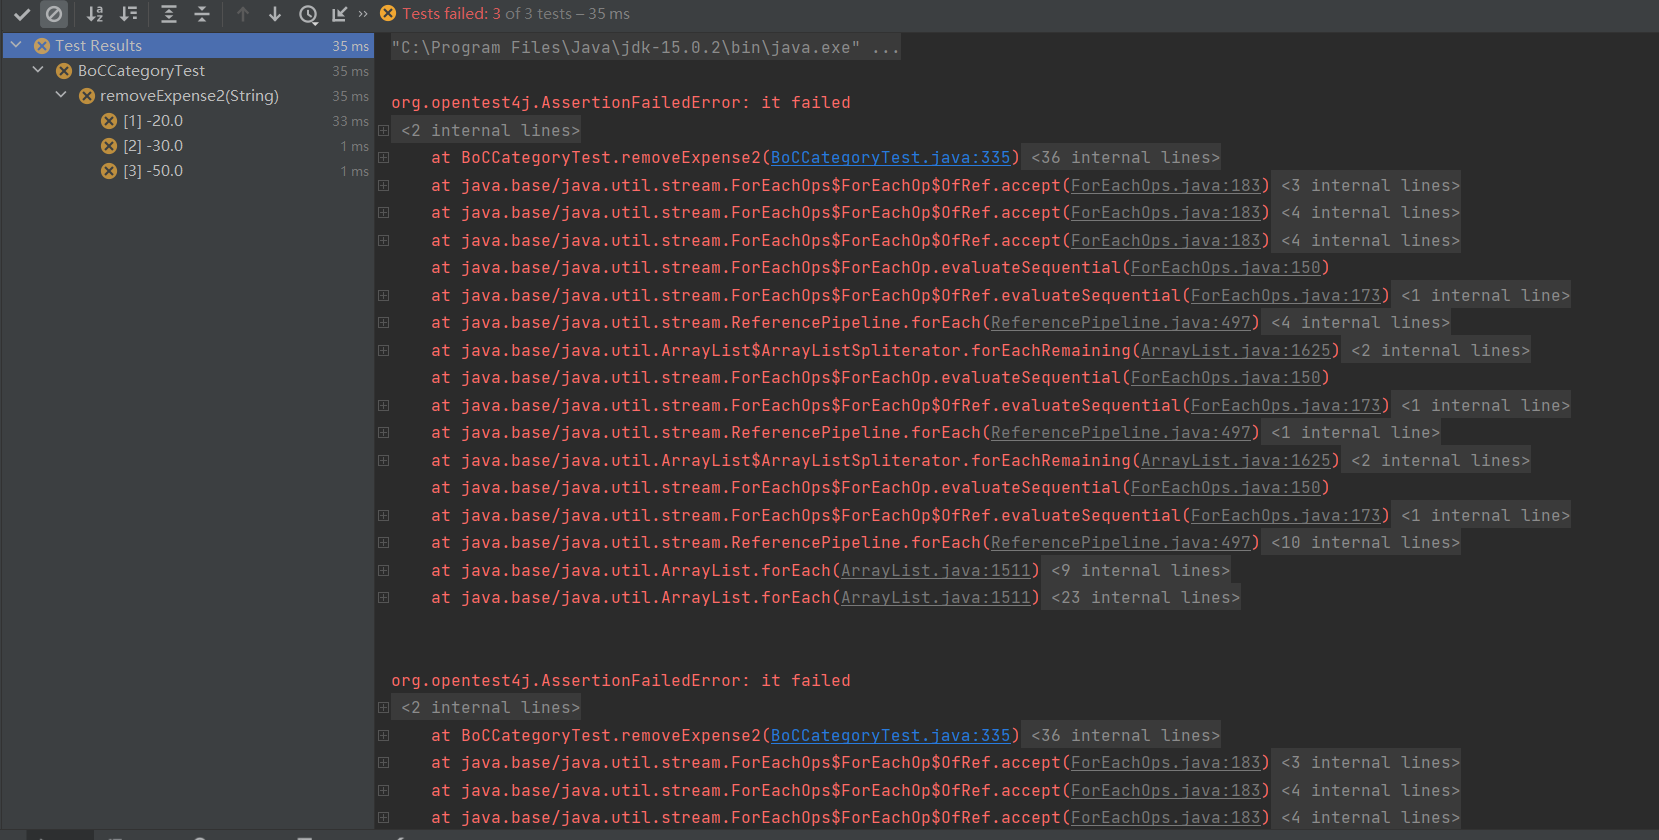 Tests failed: 3 of 3 tests – 35 ms
Test Results 35 ms
BoCCategoryTest 35 ms
removeExpense2(String) 35 ms
[1] -20.0 33 ms
[2] -30.0 1 ms
[3] -50.0 1 ms
"C:\Program Files\Java\jdk-15.0.2\bin\java.exe" ...
org.opentest4j.AssertionFailedError: it failed
<2 internal lines>
at BoCCategoryTest.removeExpense2(BoCCategoryTest.java:335) <36 internal lines>
at java.base/java.util.stream.ForEachOps$ForEachOp$OfRef.accept(ForEachOps.java:183) <3 internal lines>
at java.base/java.util.stream.ForEachOps$ForEachOp$OfRef.accept(ForEachOps.java:183) <4 internal lines>
at java.base/java.util.stream.ForEachOps$ForEachOp$OfRef.accept(ForEachOps.java:183) <4 internal lines>
at java.base/java.util.stream.ForEachOps$ForEachOp.evaluateSequential(ForEachOps.java:150)
at java.base/java.util.stream.ForEachOps$ForEachOp$OfRef.evaluateSequential(ForEachOps.java:173) <1 internal line>
at java.base/java.util.stream.ReferencePipeline.forEach(ReferencePipeline.java:497) <4 internal lines>
at java.base/java.util.ArrayList$ArrayListSpliterator.forEachRemaining(ArrayList.java:1625) <2 internal lines>
at java.base/java.util.stream.ForEachOps$ForEachOp.evaluateSequential(ForEachOps.java:150)
at java.base/java.util.stream.ForEachOps$ForEachOp$OfRef.evaluateSequential(ForEachOps.java:173) <1 internal line>
at java.base/java.util.stream.ReferencePipeline.forEach(ReferencePipeline.java:497) <1 internal line>
at java.base/java.util.ArrayList$ArrayListSpliterator.forEachRemaining(ArrayList.java:1625) <2 internal lines>
at java.base/java.util.stream.ForEachOps$ForEachOp.evaluateSequential(ForEachOps.java:150)
at java.base/java.util.stream.ForEachOps$ForEachOp$OfRef.evaluateSequential(ForEachOps.java:173) <1 internal line>
at java.base/java.util.stream.ReferencePipeline.forEach(ReferencePipeline.java:497) <10 internal lines>
at java.base/java.util.ArrayList.forEach(ArrayList.java:1511) <9 internal lines>
at java.base/java.util.ArrayList.forEach(ArrayList.java:1511) <23 internal lines>
org.opentest4j.AssertionFailedError: it failed
<2 internal lines>
at BoCCategoryTest.removeExpense2(BoCCategoryTest.java:335) <36 internal lines>
at java.base/java.util.stream.ForEachOps$ForEachOp$OfRef.accept(ForEachOps.java:183) <3 internal lines>
at java.base/java.util.stream.ForEachOps$ForEachOp$OfRef.accept(ForEachOps.java:183) <4 internal lines>
at java.base/java.util.stream.ForEachOps$ForEachOp$OfRef.accept(ForEachOps.java:183) <4 internal lines>